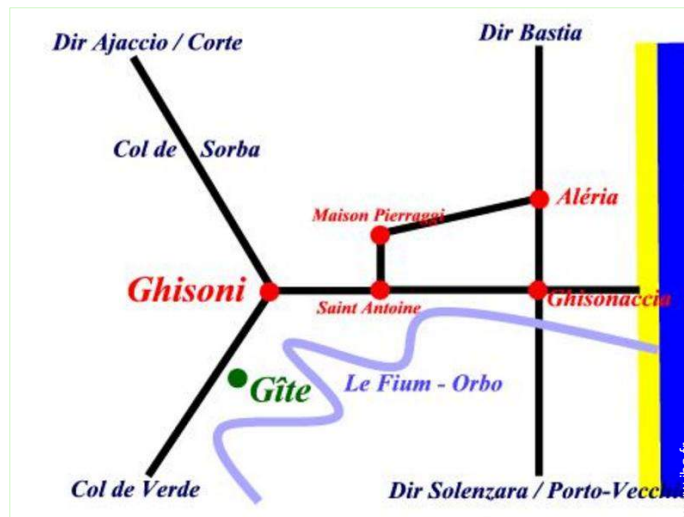 Dir Ajaccio / Corte
Dir Bastia
Col de Sorba
Aléria
Maison Pierraggi
Ghisoni
Saint Antoine
Ghisonaccia
Gîte
Le Fium - Orbo
Col de Verde
Dir Solenzara / Porto-Vecchio